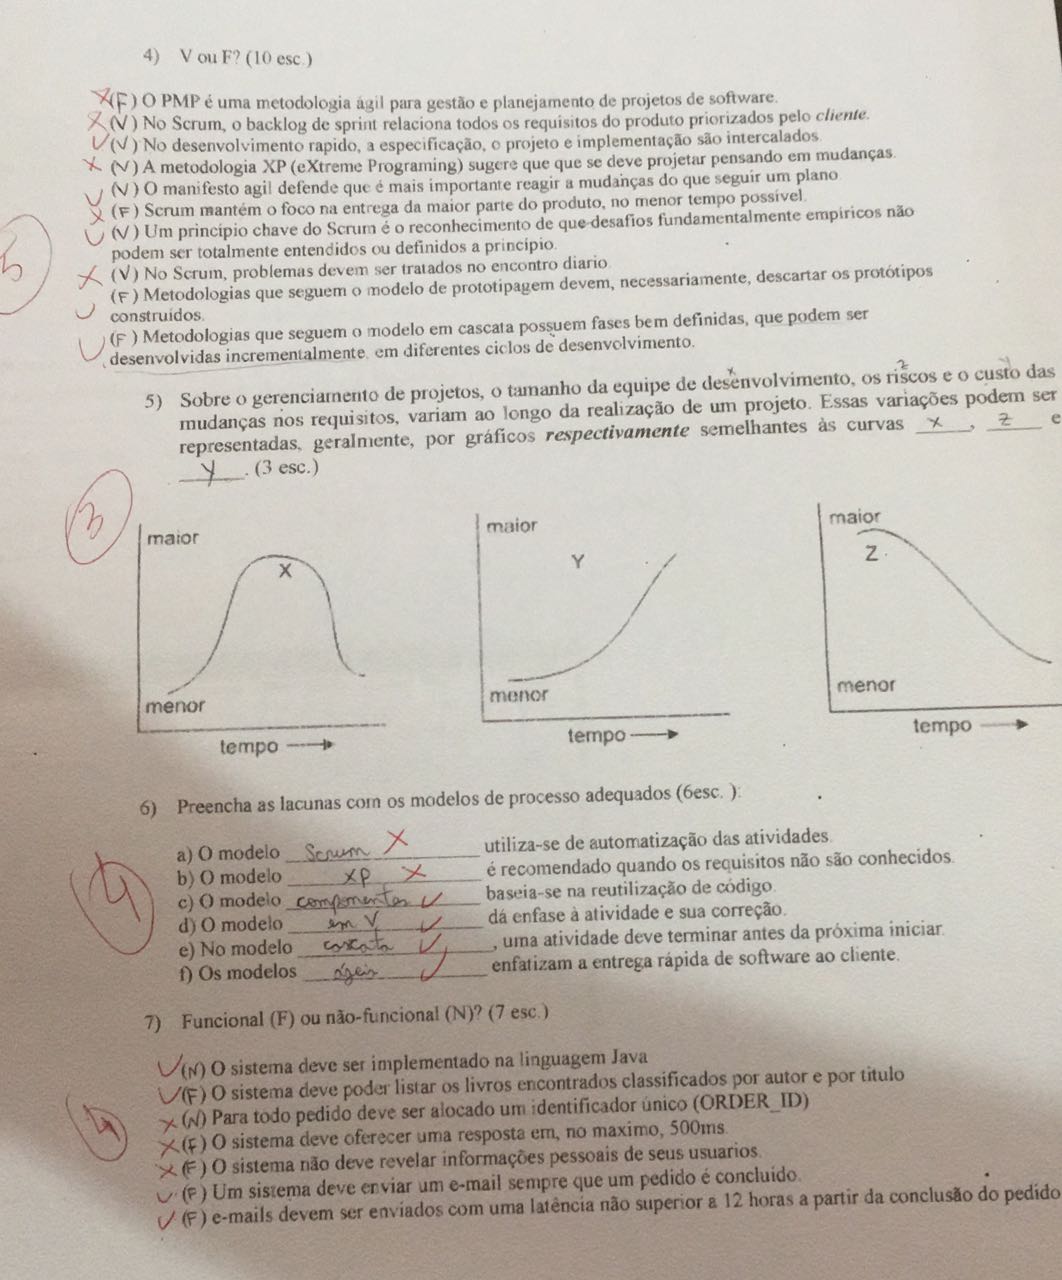 4) V ou F? (10 esc.)
(F) O PMP é uma metodologia ágil para gestão e planejamento de projetos de software.
(V) No Scrum, o backlog de sprint relaciona todos os requisitos do produto priorizados pelo cliente.
(V) No desenvolvimento rapido, a especificação, o projeto e implementação são intercalados.
(V) A metodologia XP (eXtreme Programing) sugere que que se deve projetar pensando em mudanças.
(V) O manifesto agil defende que é mais importante reagir a mudanças do que seguir um plano.
(F) Scrum mantém o foco na entrega da maior parte do produto, no menor tempo possível.
(V) Um principio chave do Scrum é o reconhecimento de que desafios fundamentalmente empíricos não
podem ser totalmente entendidos ou definidos a princípio.
(V) No Scrum, problemas devem ser tratados no encontro diario.
(F) Metodologias que seguem o modelo de prototipagem devem, necessariamente, descartar os protótipos
construídos.
(F) Metodologias que seguem o modelo em cascata possuem fases bem definidas, que podem ser
desenvolvidas incrementalmente, em diferentes ciclos de desenvolvimento.
x z y
5) Sobre o gerenciamento de projetos, o tamanho da equipe de desenvolvimento, os riscos e o custo das
mudanças nos requisitos, variam ao longo da realização de um projeto. Essas variações podem ser
representadas, geralmente, por gráficos respectivamente semelhantes às curvas x, z e
y. (3 esc.)
3
maior X menor tempo
maior Y menor tempo
maior Z menor tempo
6) Preencha as lacunas com os modelos de processo adequados (6esc. ):
a) O modelo Scrum utiliza-se de automatização das atividades.
b) O modelo XP é recomendado quando os requisitos não são conhecidos.
c) O modelo componentes baseia-se na reutilização de código.
d) O modelo em V dá enfase à atividade e sua correção.
e) No modelo cascata, uma atividade deve terminar antes da próxima iniciar.
f) Os modelos ágeis enfatizam a entrega rápida de software ao cliente.
4
7) Funcional (F) ou não-funcional (N)? (7 esc.)
(N) O sistema deve ser implementado na linguagem Java
(F) O sistema deve poder listar os livros encontrados classificados por autor e por titulo
(N) Para todo pedido deve ser alocado um identificador único (ORDER_ID)
(F) O sistema deve oferecer uma resposta em, no maximo, 500ms.
(F) O sistema não deve revelar informações pessoais de seus usuarios.
(F) Um sistema deve enviar um e-mail sempre que um pedido é concluido.
(F) e-mails devem ser enviados com uma latência não superior a 12 horas a partir da conclusão do pedido
4